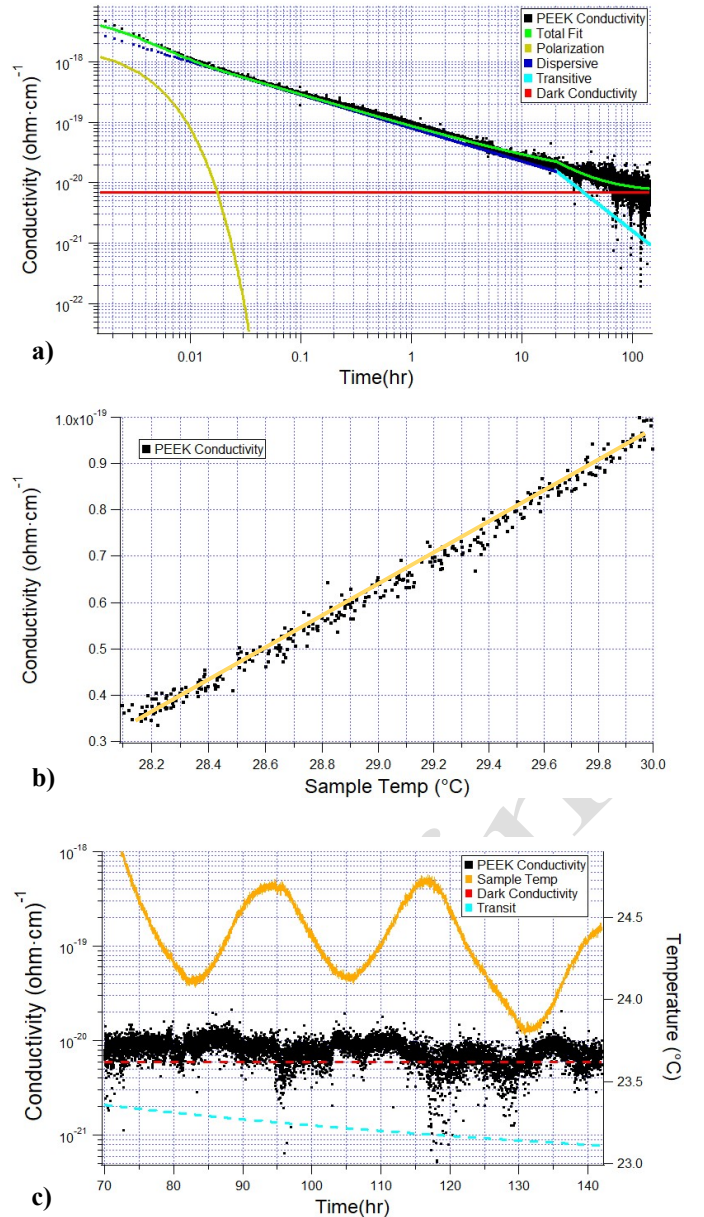 PEEK Conductivity
Total Fit
Polarization
Dispersive
Transitive
Dark Conductivity
Conductivity (ohm·cm)⁻¹
10⁻¹⁸
10⁻¹⁹
10⁻²⁰
10⁻²¹
10⁻²²
0.01 0.1 1 10 100
Time(hr)
a)
1.0x10⁻¹⁹
0.9
0.8
0.7
0.6
0.5
0.4
0.3
PEEK Conductivity
Conductivity (ohm·cm)⁻¹
28.2 28.4 28.6 28.8 29.0 29.2 29.4 29.6 29.8 30.0
Sample Temp (°C)
b)
10⁻¹⁸
10⁻¹⁹
10⁻²⁰
10⁻²¹
PEEK Conductivity
Sample Temp
Dark Conductivity
Transit
Conductivity (ohm·cm)⁻¹
24.5
24.0
23.5
23.0
Temperature (°C)
70 80 90 100 110 120 130 140
Time(hr)
c)